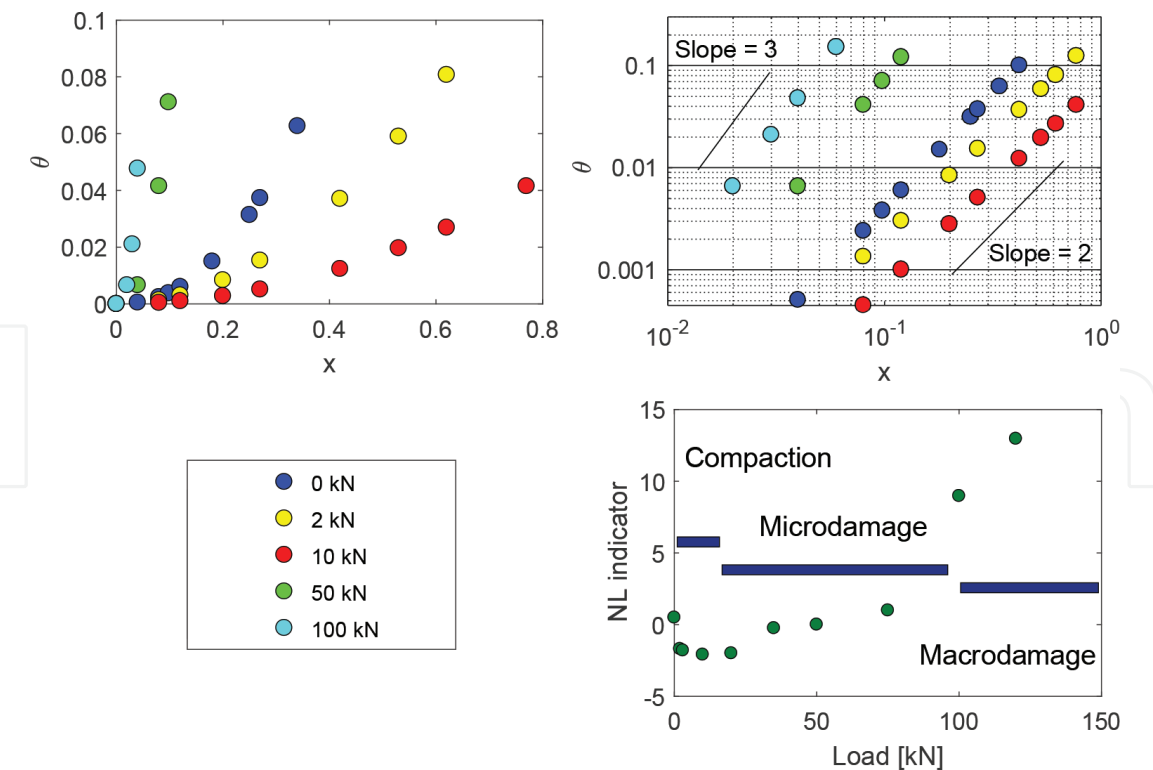 0.1
0.08
0.06
0.04
0.02
0
θ
0 0.2 0.4 0.6 0.8
x
Slope = 3
0.1
0.01
0.001
θ
Slope = 2
10⁻² 10⁻¹ 10⁰
x
0 kN
2 kN
10 kN
50 kN
100 kN
15
10
5
0
-5
NL indicator
Compaction
Microdamage
Macrodamage
0 50 100 150
Load [kN]